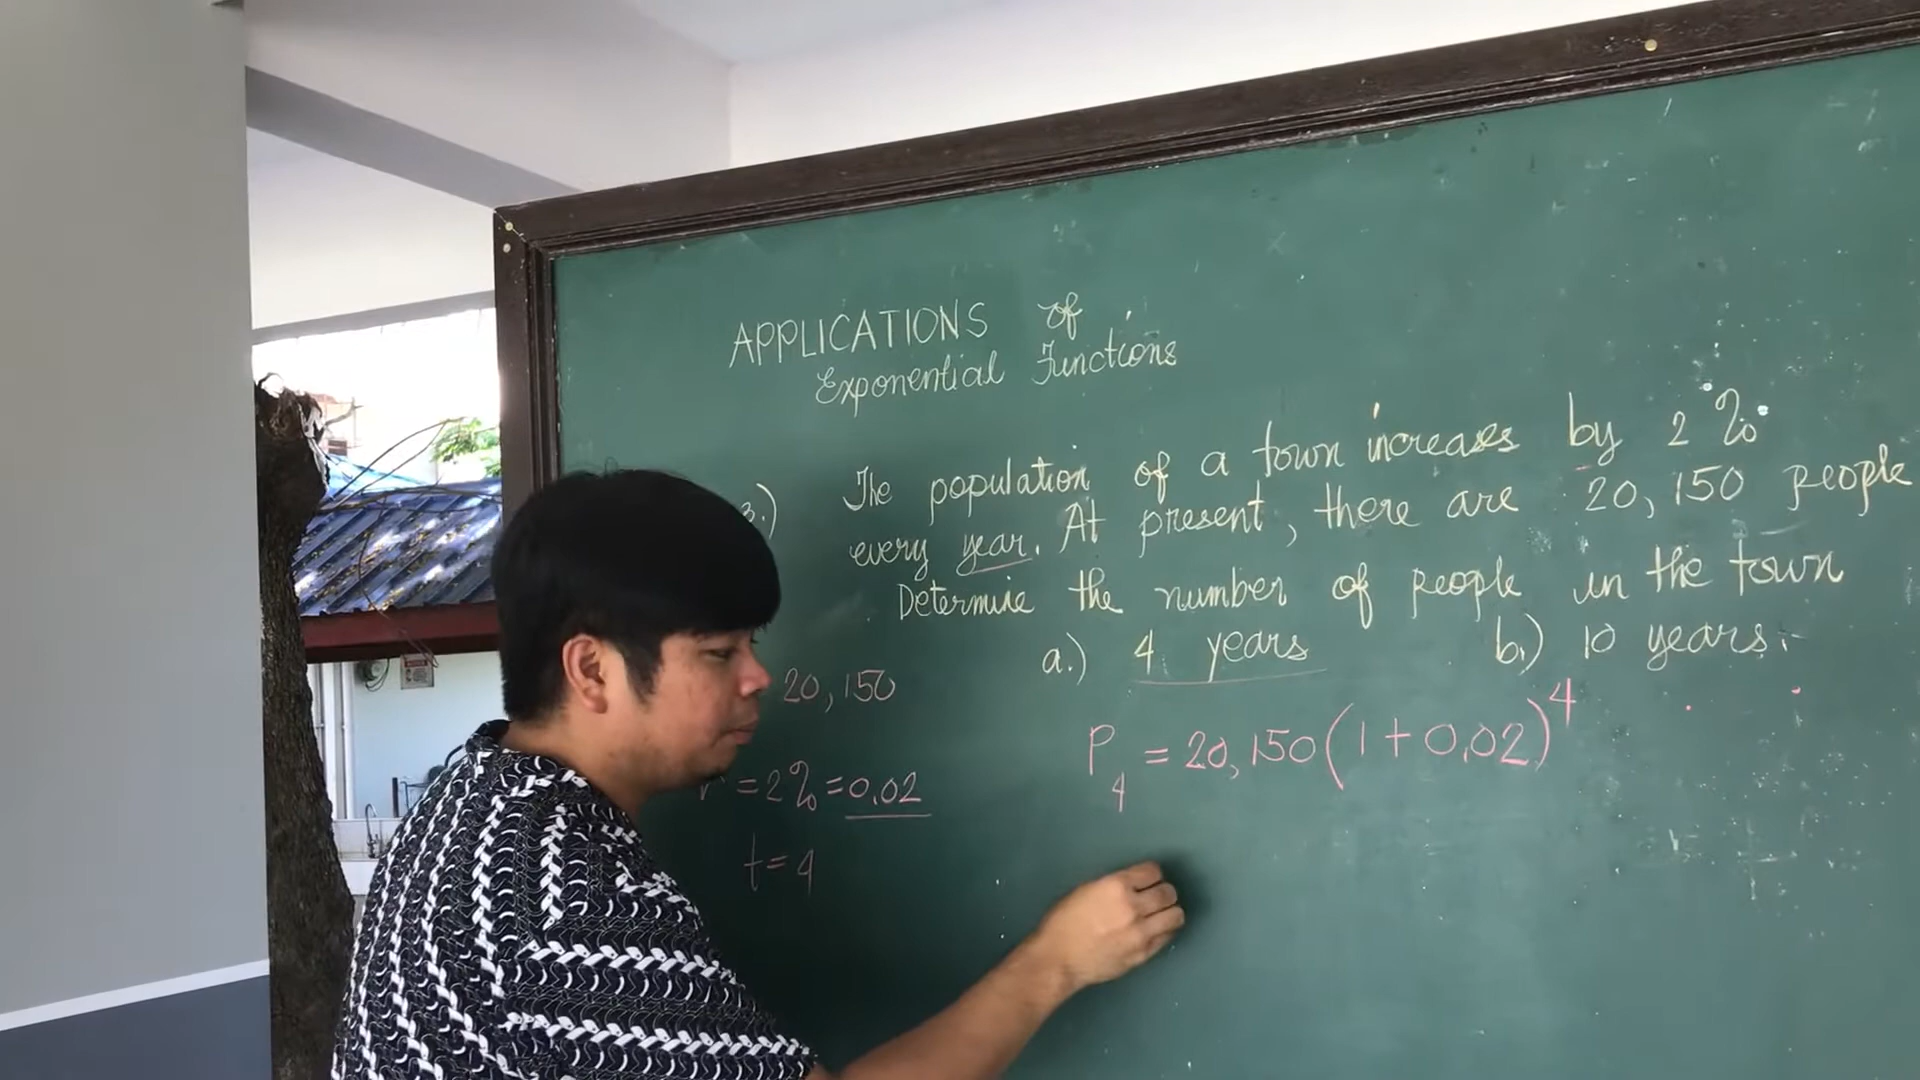 APPLICATIONS of
Exponential Functions
3.) The population of a town increases by 2%
every year. At present, there are 20,150 people
Determine the number of people in the town
a.) 4 years b.) 10 years.
20,150
r = 2% = 0.02
t = 4
P4 = 20,150(1+0.02)^4